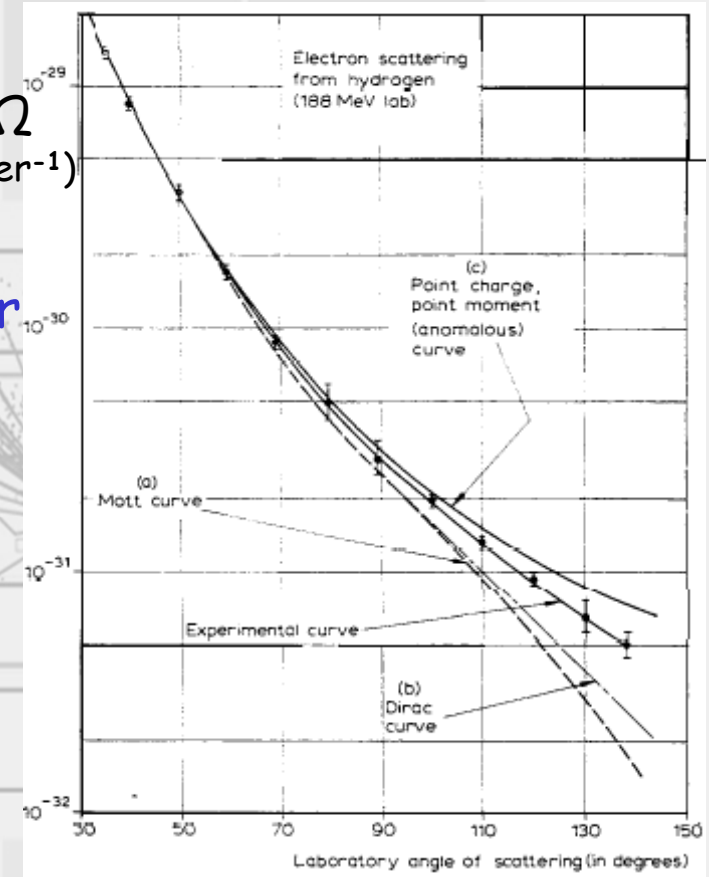 Electron scattering
from hydrogen
(188 MeV lab)
10-29
Ω
er-1)
r
(c)
Point charge,
point moment
(anomalous)
curve
10-30
(a)
Mott curve
10-31
Experimental curve
(b)
Dirac
curve
10-32
30 50 70 90 110 130 150
Laboratory angle of scattering (in degrees)